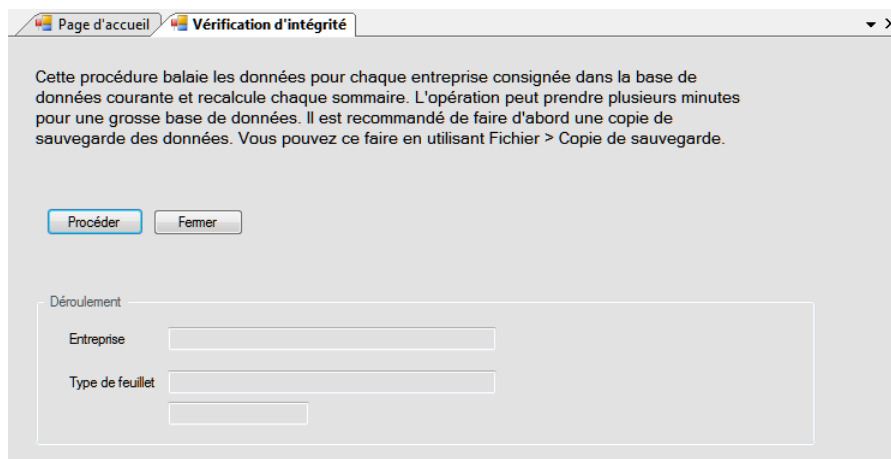 Page d'accueil Vérification d'intégrité
Cette procédure balaie les données pour chaque entreprise consignée dans la base de
données courante et recalcule chaque sommaire. L'opération peut prendre plusieurs minutes
pour une grosse base de données. Il est recommandé de faire d'abord une copie de
sauvegarde des données. Vous pouvez ce faire en utilisant Fichier > Copie de sauvegarde.
Procéder Fermer
Déroulement
Entreprise
Type de feuillet